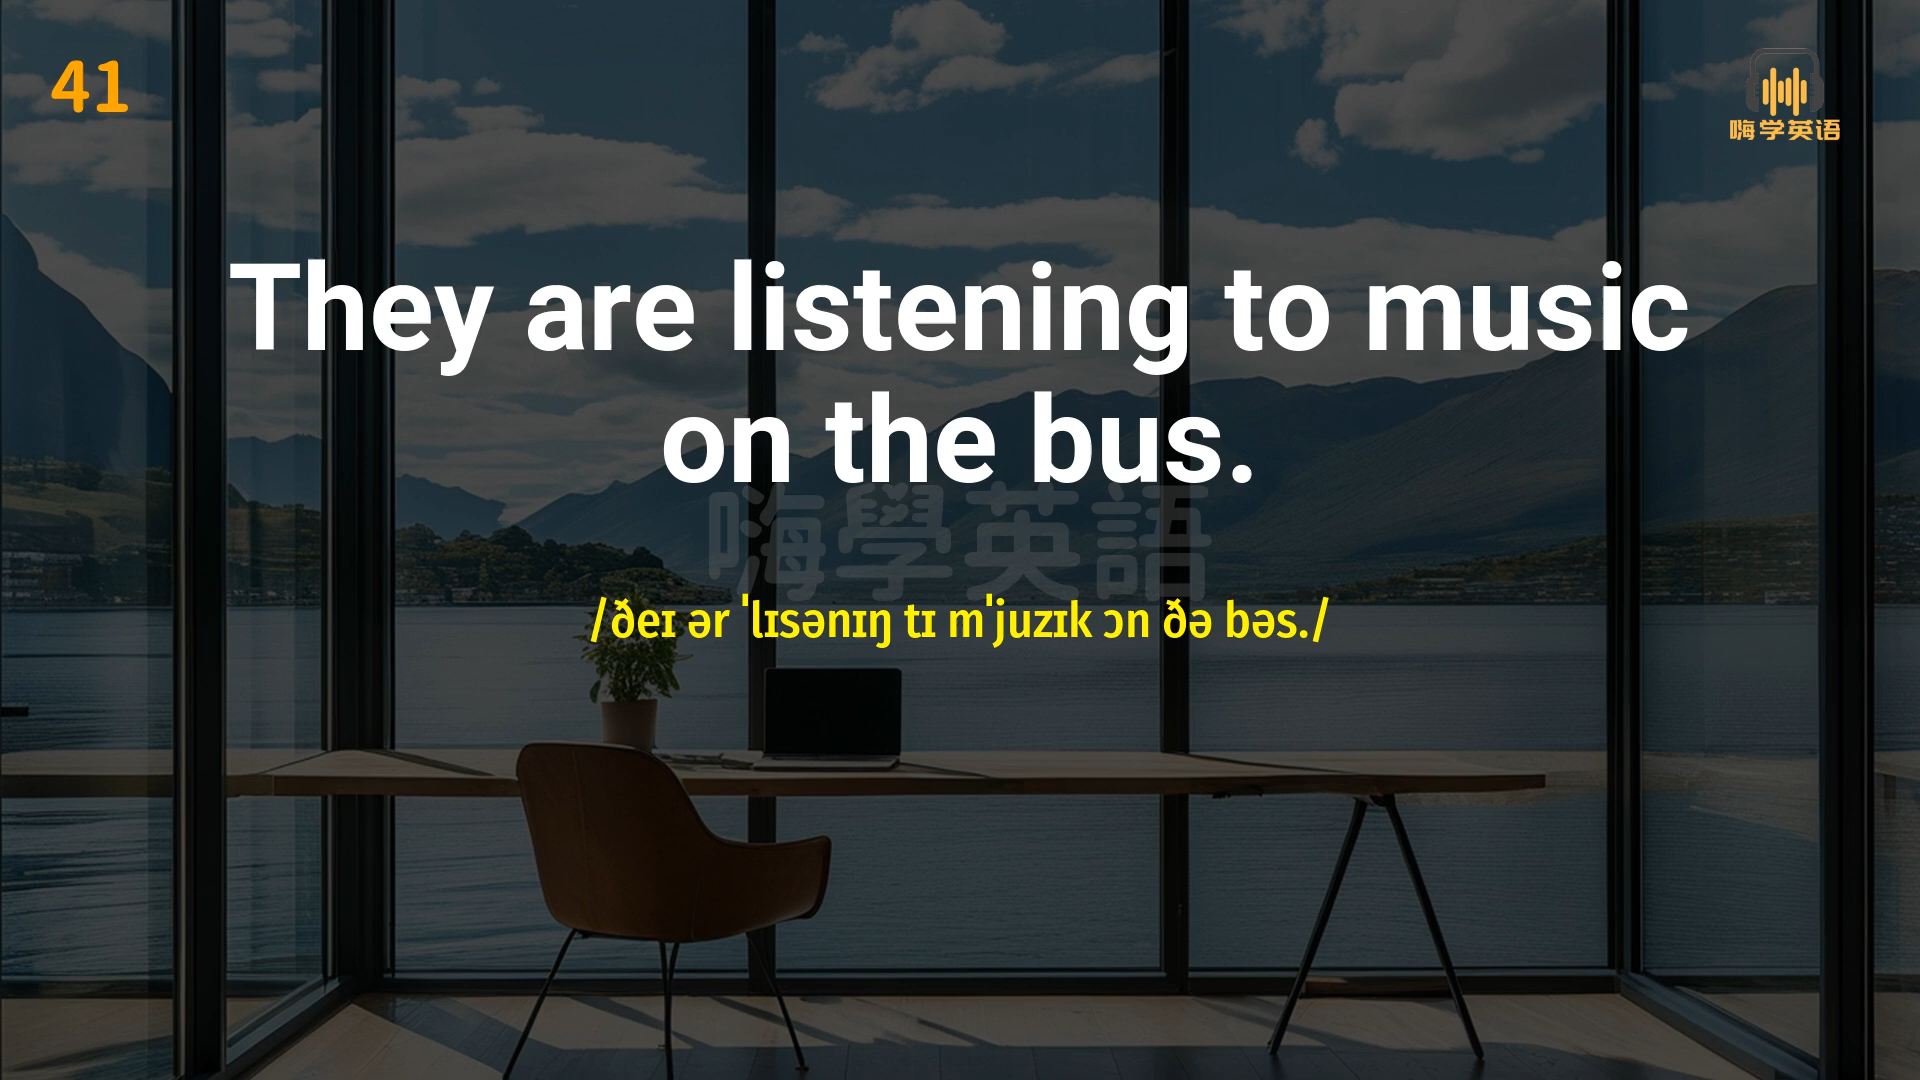 41
嗨学英语
They are listening to music
on the bus.
嗨學英語
/ðeɪ ər ˈlɪsənɪŋ tɪ mˈjuzɪk ɔn ðə bəs./